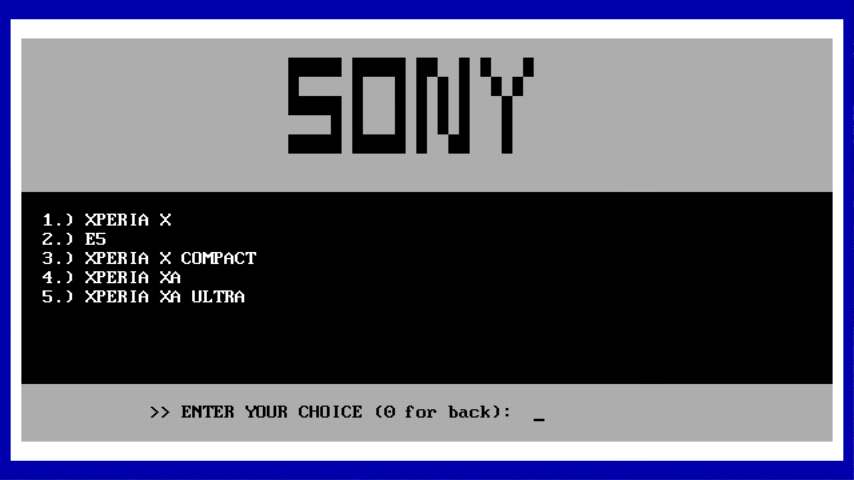 SONY
1.) XPERIA X
2.) E5
3.) XPERIA X COMPACT
4.) XPERIA XA
5.) XPERIA XA ULTRA
>> ENTER YOUR CHOICE (0 for back): _